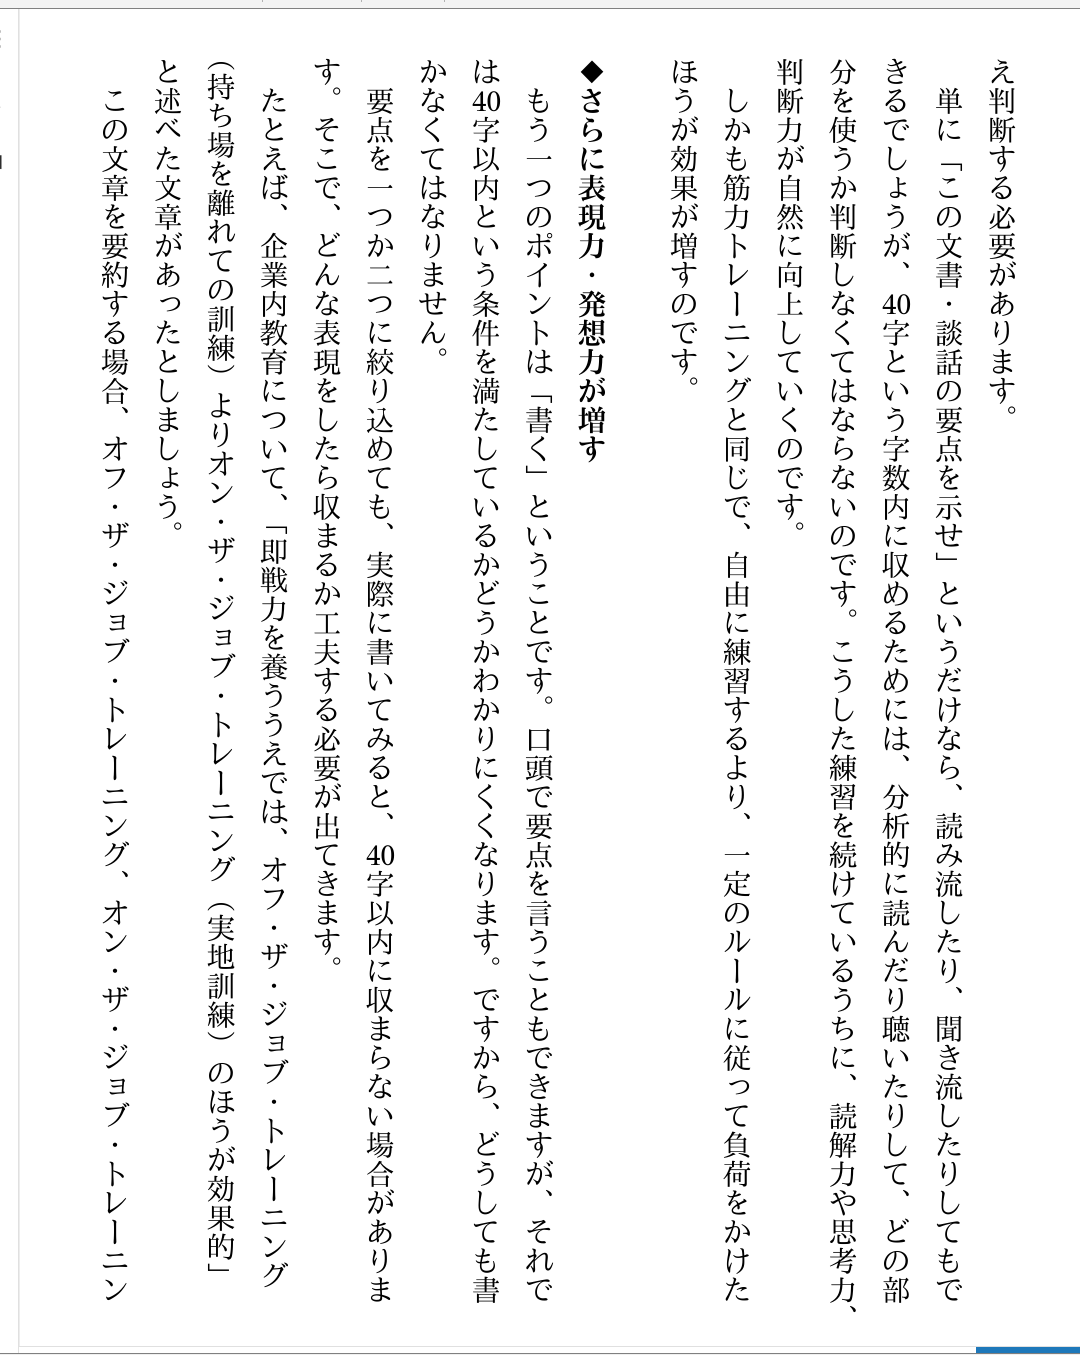 え判断する必要があります。
　単に「この文書・談話の要点を示せ」というだけなら、読み流したり、聞き流したりしてもで
きるでしょうが、40字という字数内に収めるためには、分析的に読んだり聴いたりして、どの部
分を使うか判断しなくてはならないのです。こうした練習を続けているうちに、読解力や思考力、
判断力が自然に向上していくのです。
　しかも筋力トレーニングと同じで、自由に練習するより、一定のルールに従って負荷をかけた
ほうが効果が増すのです。
◆さらに表現力・発想力が増す
　もう一つのポイントは「書く」ということです。口頭で要点を言うこともできますが、それで
は40字以内という条件を満たしているかどうかわかりにくくなります。ですから、どうしても書
かなくてはなりません。
　要点を一つか二つに絞り込めても、実際に書いてみると、40字以内に収まらない場合がありま
す。そこで、どんな表現をしたら収まるか工夫する必要が出てきます。
　たとえば、企業内教育について、「即戦力を養ううえでは、オフ・ザ・ジョブ・トレーニング
（持ち場を離れての訓練）よりオン・ザ・ジョブ・トレーニング（実地訓練）のほうが効果的」
と述べた文章があったとしましょう。
　この文章を要約する場合、オフ・ザ・ジョブ・トレーニング、オン・ザ・ジョブ・トレーニン